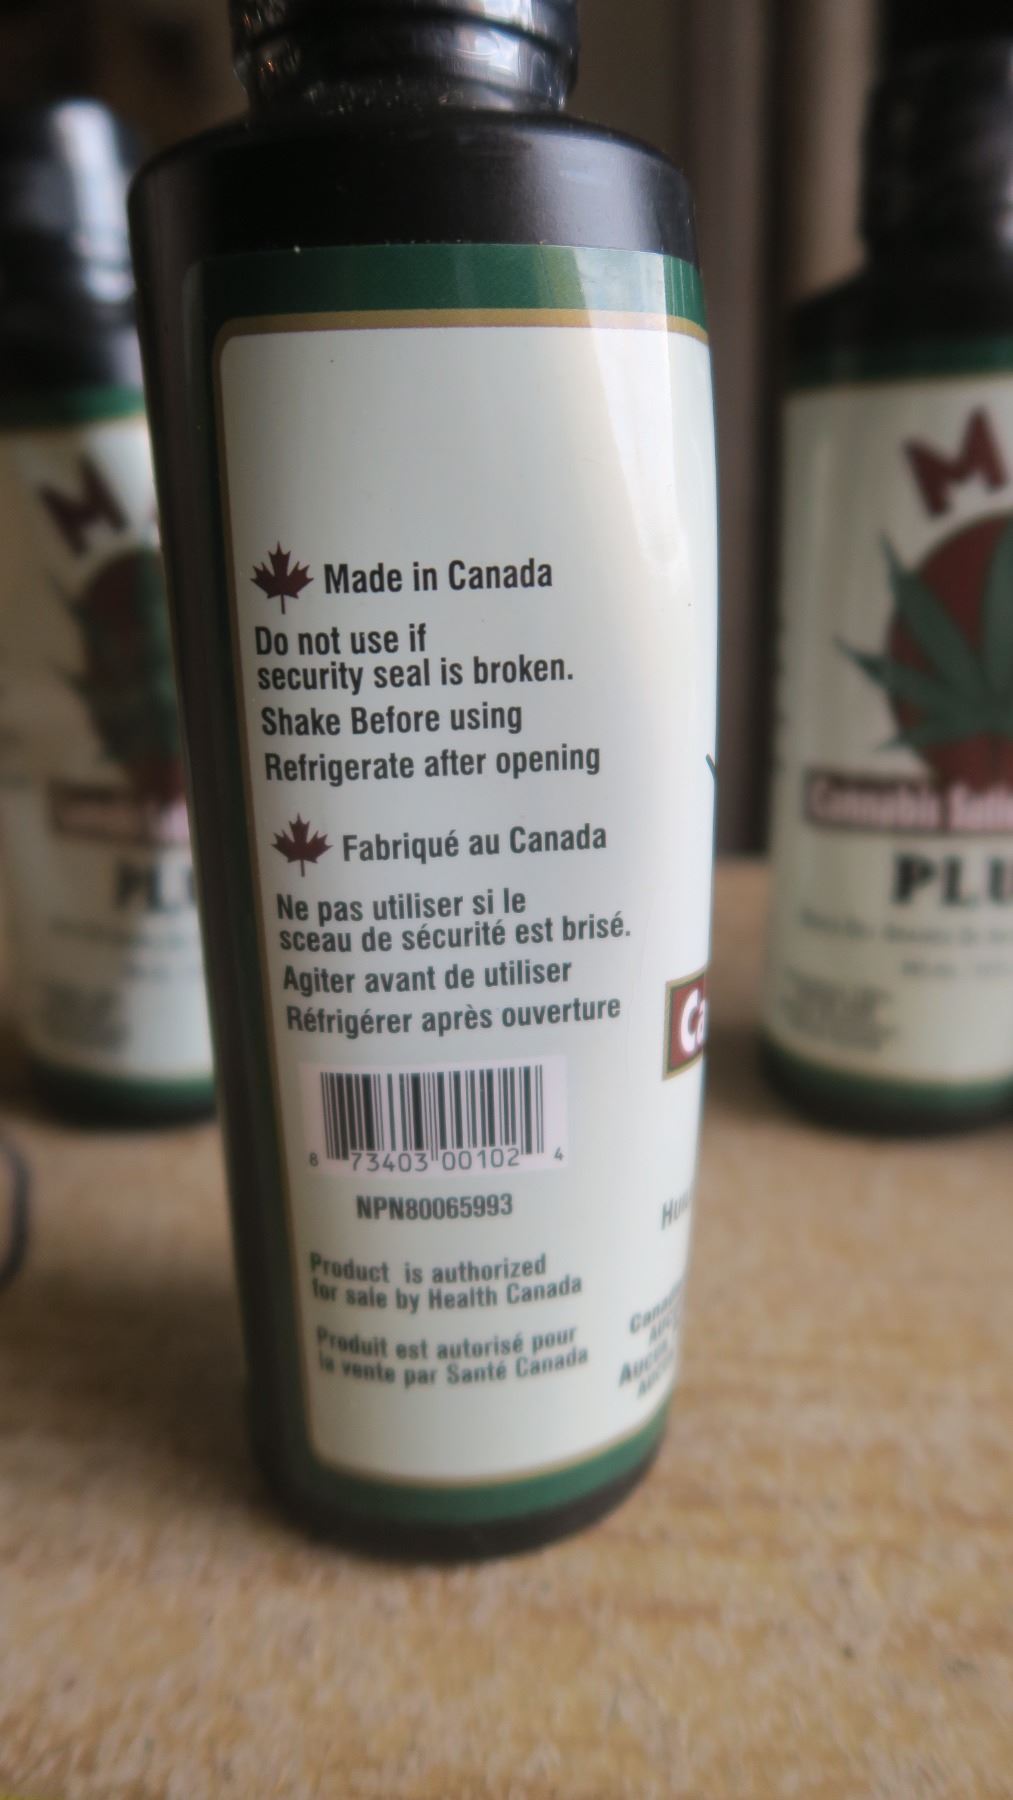 Made in Canada
Do not use if
security seal is broken.
Shake Before using
Refrigerate after opening
Fabriqué au Canada
Ne pas utiliser si le
sceau de sécurité est brisé.
Agiter avant de utiliser
Réfrigérer après ouverture
8 73403 00102 4
NPN80065993
Product is authorized
for sale by Health Canada
Produit est autorisé pour
la vente par Santé Canada
M
Cannabis
PLU